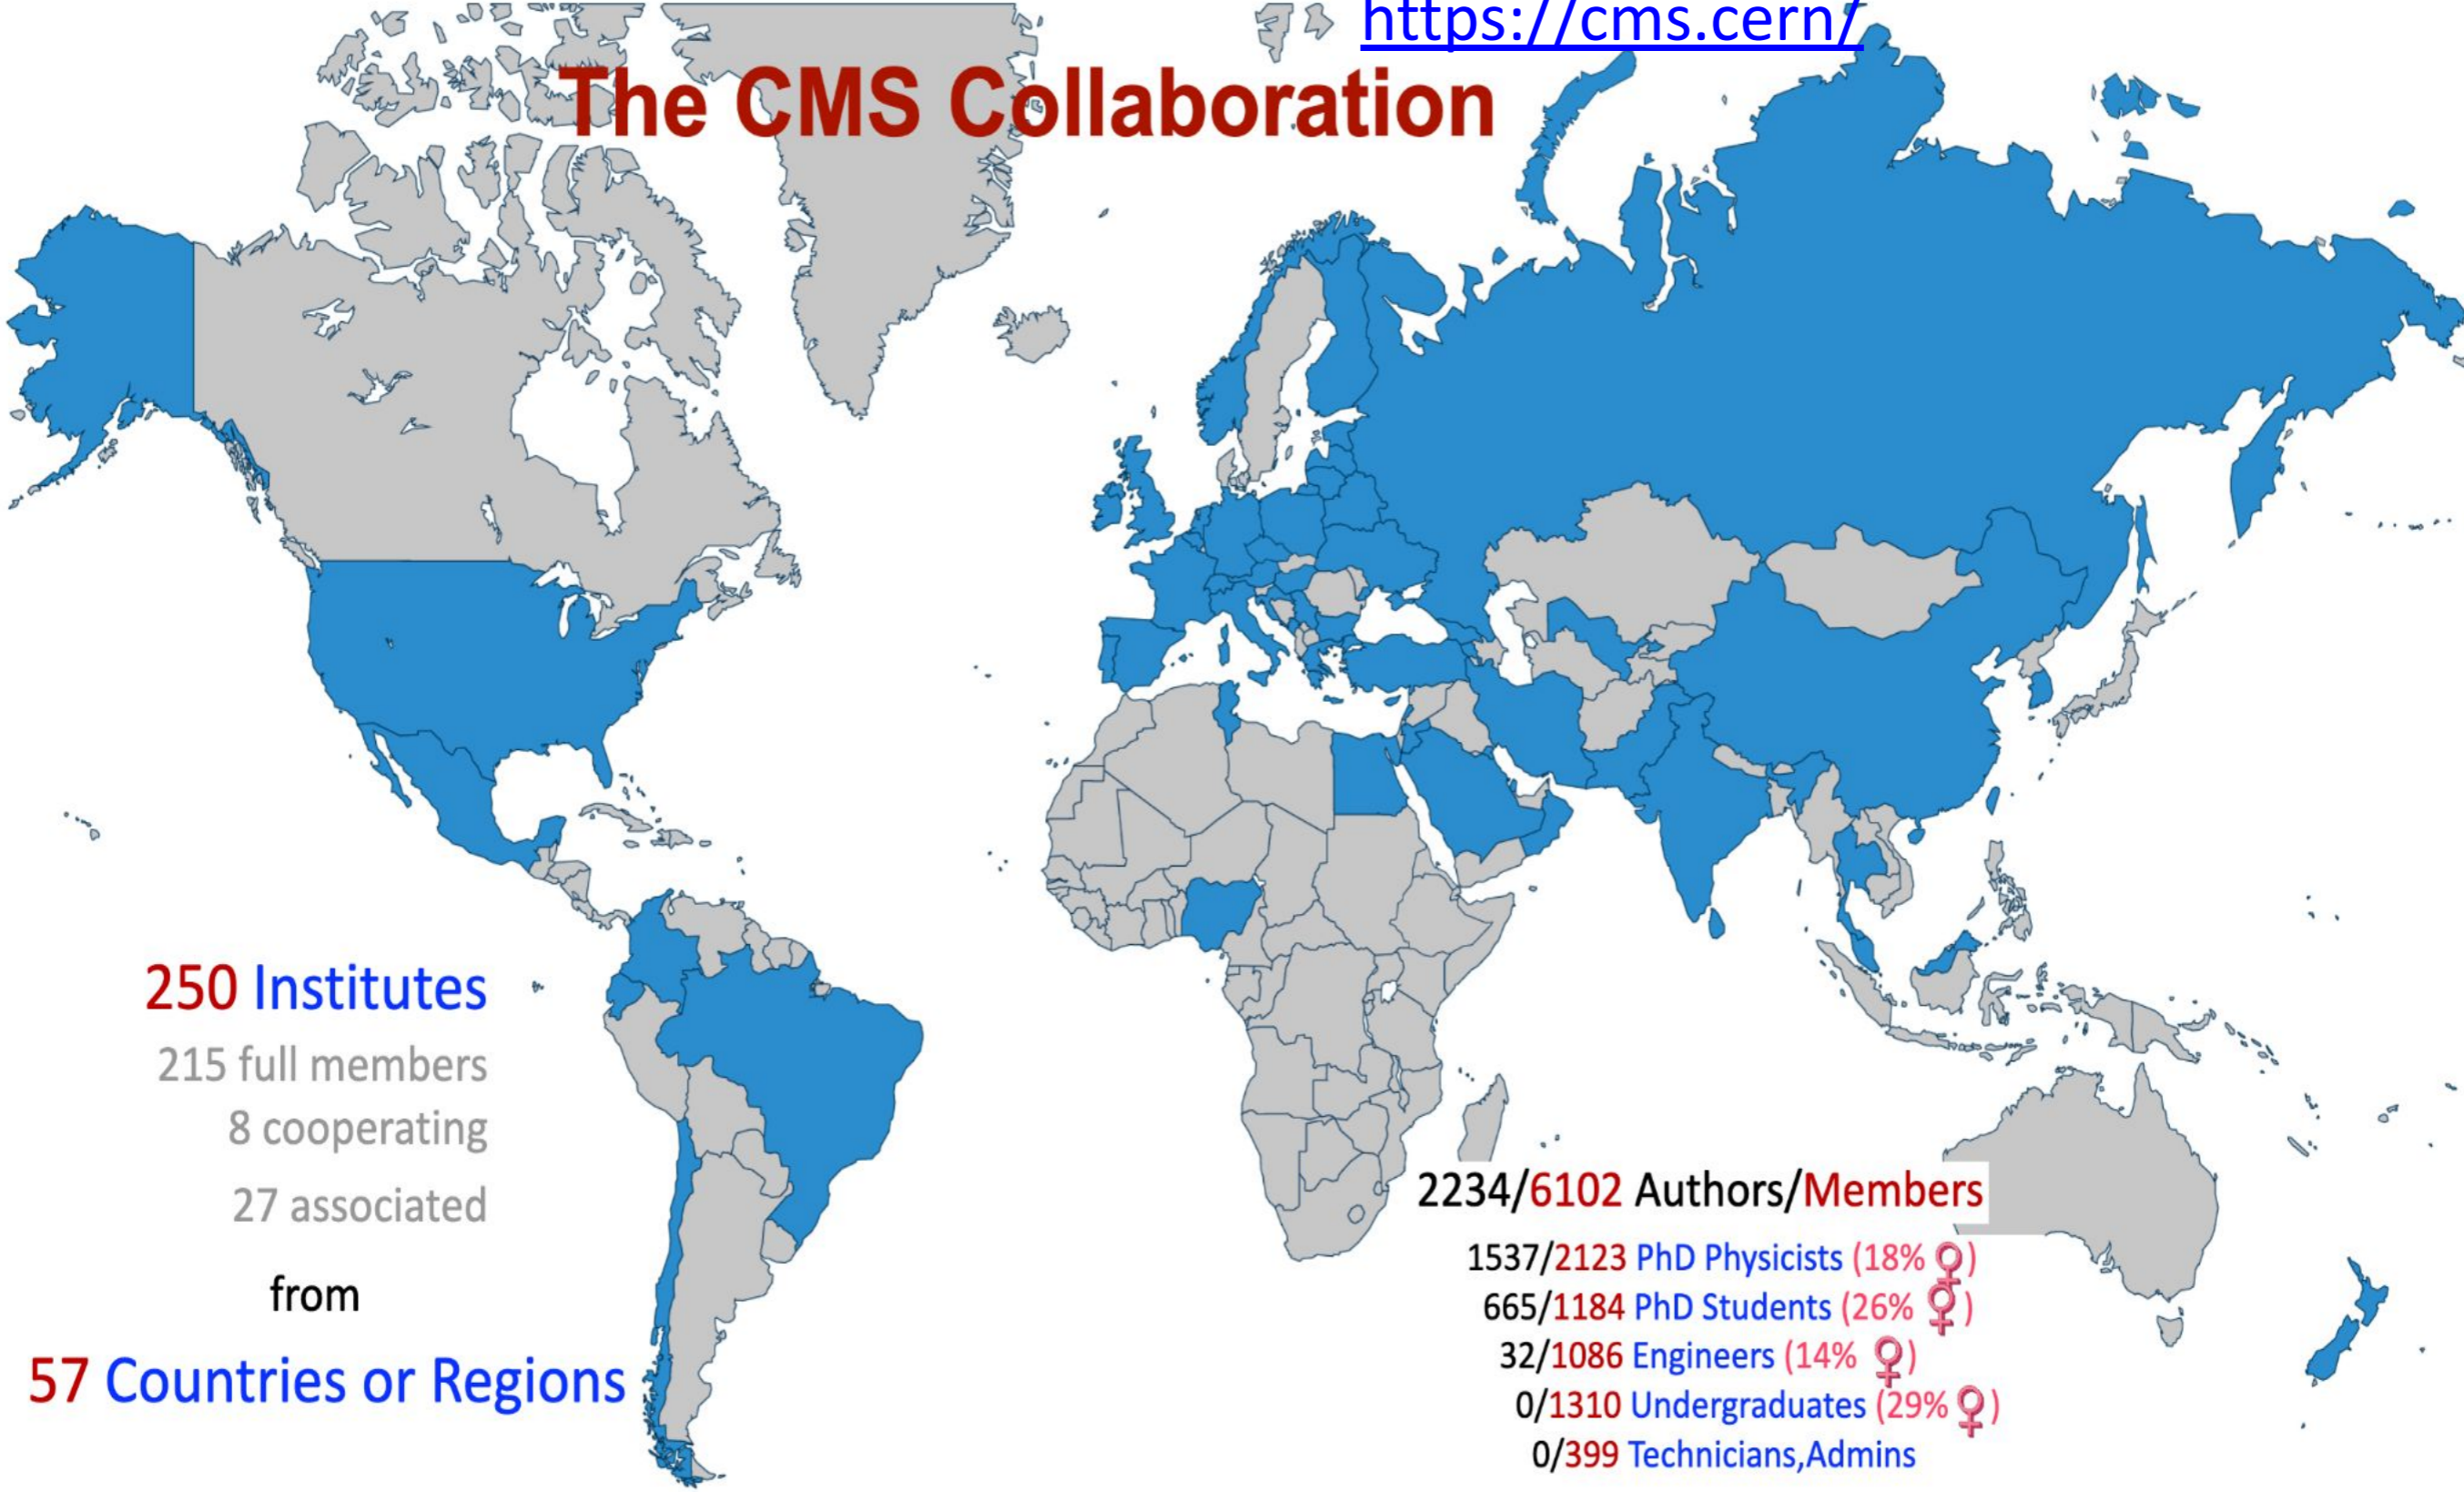 https://cms.cern/
The CMS Collaboration
250 Institutes
215 full members
8 cooperating
27 associated
from
57 Countries or Regions
2234/6102 Authors/Members
1537/2123 PhD Physicists (18% ♀)
665/1184 PhD Students (26% ♀)
32/1086 Engineers (14% ♀)
0/1310 Undergraduates (29% ♀)
0/399 Technicians,Admins